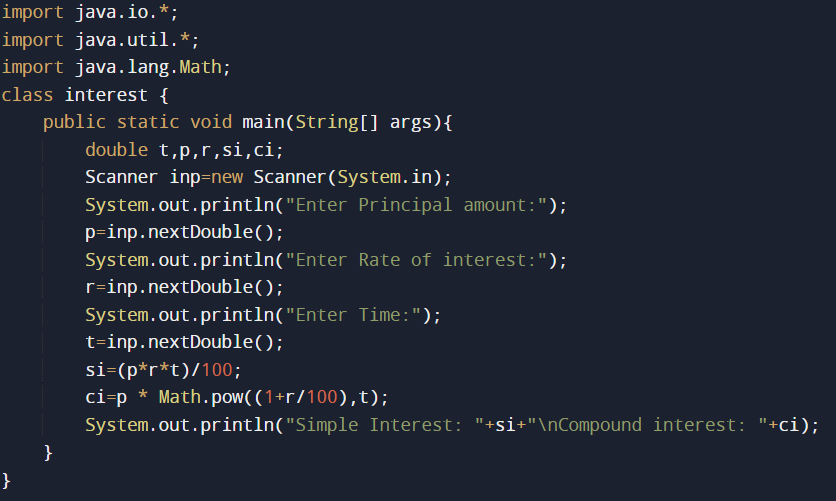 import java.io.*;
import java.util.*;
import java.lang.Math;
class interest {
    public static void main(String[] args){
        double t,p,r,si,ci;
        Scanner inp=new Scanner(System.in);
        System.out.println("Enter Principal amount:");
        p=inp.nextDouble();
        System.out.println("Enter Rate of interest:");
        r=inp.nextDouble();
        System.out.println("Enter Time:");
        t=inp.nextDouble();
        si=(p*r*t)/100;
        ci=p * Math.pow((1+r/100),t);
        System.out.println("Simple Interest: "+si+"\nCompound interest: "+ci);
    }
}